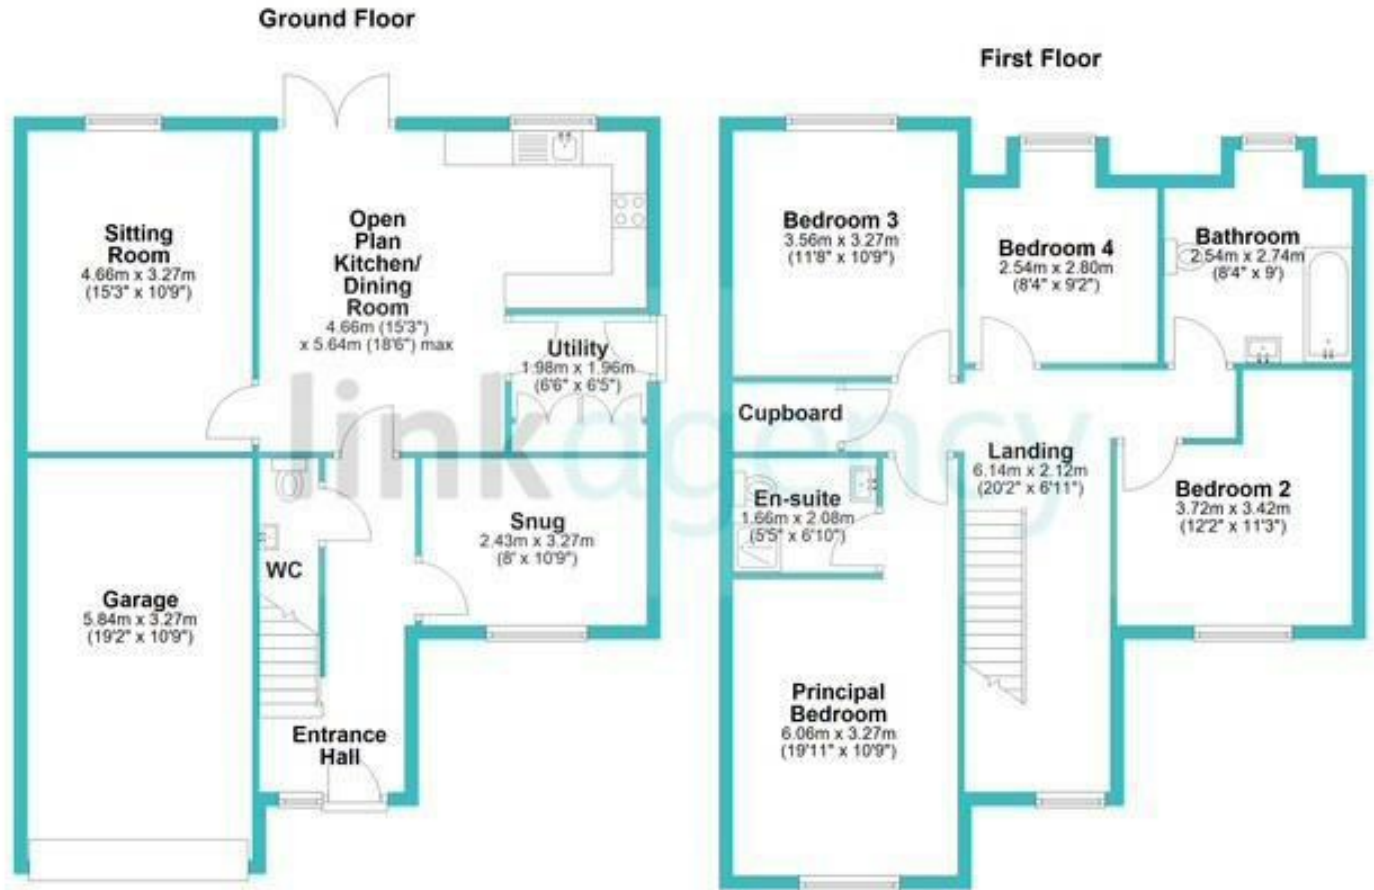 Ground Floor
First Floor
Sitting
Room
4.66m x 3.27m
(15'3" x 10'9")
Open
Plan
Kitchen/
Dining
Room
4.66m (15'3")
x 5.64m (18'6") max
Utility
1.98m x 1.96m
(6'6" x 6'5")
Garage
5.84m x 3.27m
(19'2" x 10'9")
WC
Snug
2.43m x 3.27m
(8' x 10'9")
Entrance
Hall
Bedroom 3
3.56m x 3.27m
(11'8" x 10'9")
Bedroom 4
2.54m x 2.80m
(8'4" x 9'2")
Bathroom
2.54m x 2.74m
(8'4" x 9')
Cupboard
Landing
6.14m x 2.12m
(20'2" x 6'11")
En-suite
1.66m x 2.08m
(5'5" x 6'10")
Bedroom 2
3.72m x 3.42m
(12'2" x 11'3")
Principal
Bedroom
6.06m x 3.27m
(19'11" x 10'9")
linkagency